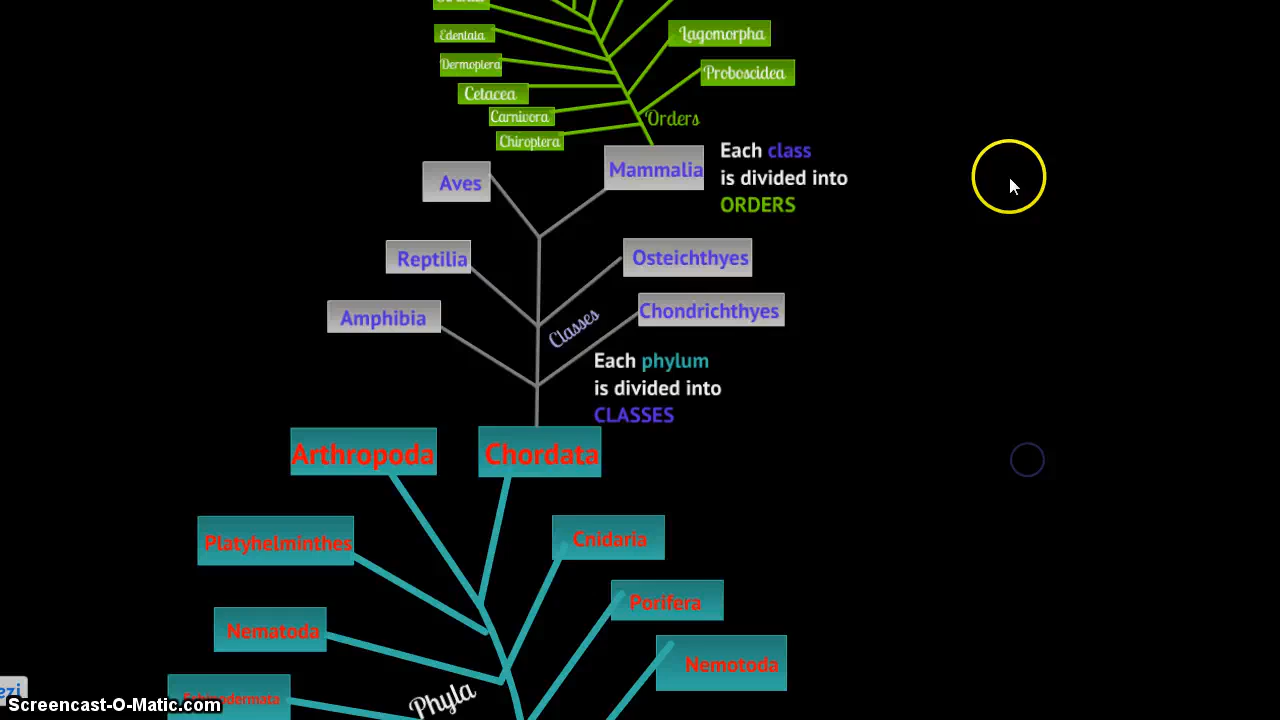 Edentata
Lagomorpha
Dermoptera
Proboscidea
Cetacea
Carnivora
Orders
Chiroptera
Mammalia
Each class
is divided into
ORDERS
Aves
Reptilia
Osteichthyes
Amphibia
Chondrichthyes
Classes
Each phylum
is divided into
CLASSES
Arthropoda
Chordata
Platyhelminthes
Cnidaria
Porifera
Nematoda
Nemotoda
Phyla
Echinodermata
ezi
Screencast-O-Matic.com